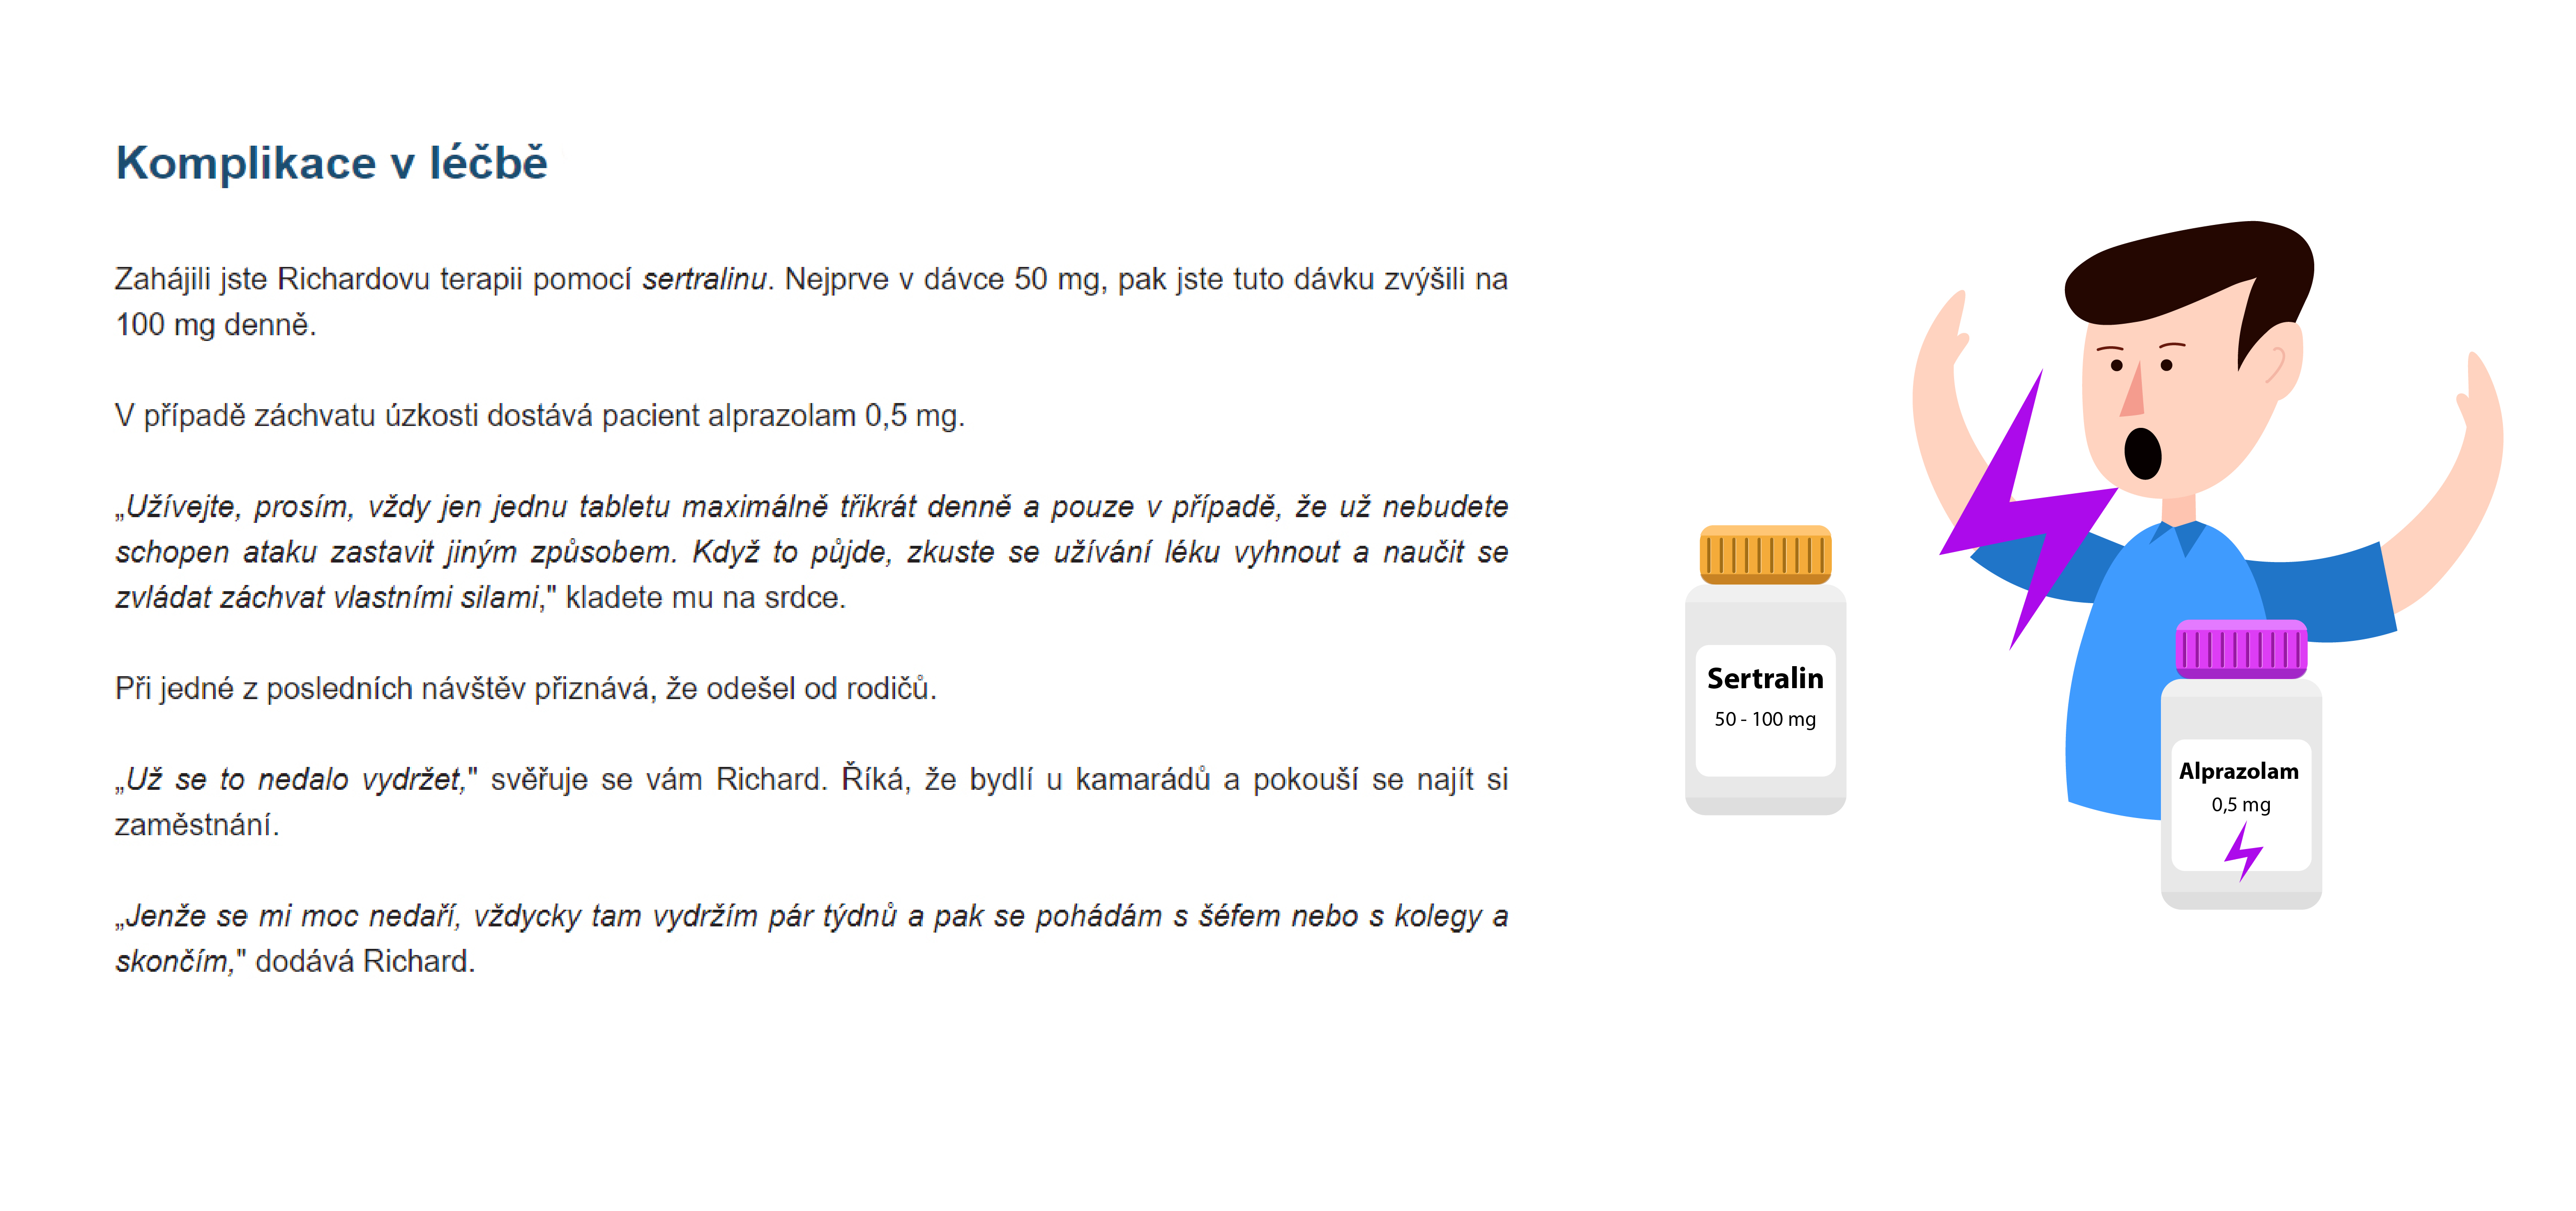 Komplikace v léčbě
Zahájili jste Richardovu terapii pomocí sertralinu. Nejprve v dávce 50 mg, pak jste tuto dávku zvýšili na
100 mg denně.
V případě záchvatu úzkosti dostává pacient alprazolam 0,5 mg.
„Užívejte, prosím, vždy jen jednu tabletu maximálně třikrát denně a pouze v případě, že už nebudete
schopen ataku zastavit jiným způsobem. Když to půjde, zkuste se užívání léku vyhnout a naučit se
zvládat záchvat vlastními silami," kladete mu na srdce.
Při jedné z posledních návštěv přiznává, že odešel od rodičů.
„Už se to nedalo vydržet," svěřuje se vám Richard. Říká, že bydlí u kamarádů a pokouší se najít si
zaměstnání.
„Jenže se mi moc nedaří, vždycky tam vydržím pár týdnů a pak se pohádám s šéfem nebo s kolegy a
skončím," dodává Richard.
Sertralin
50 - 100 mg
Alprazolam
0,5 mg